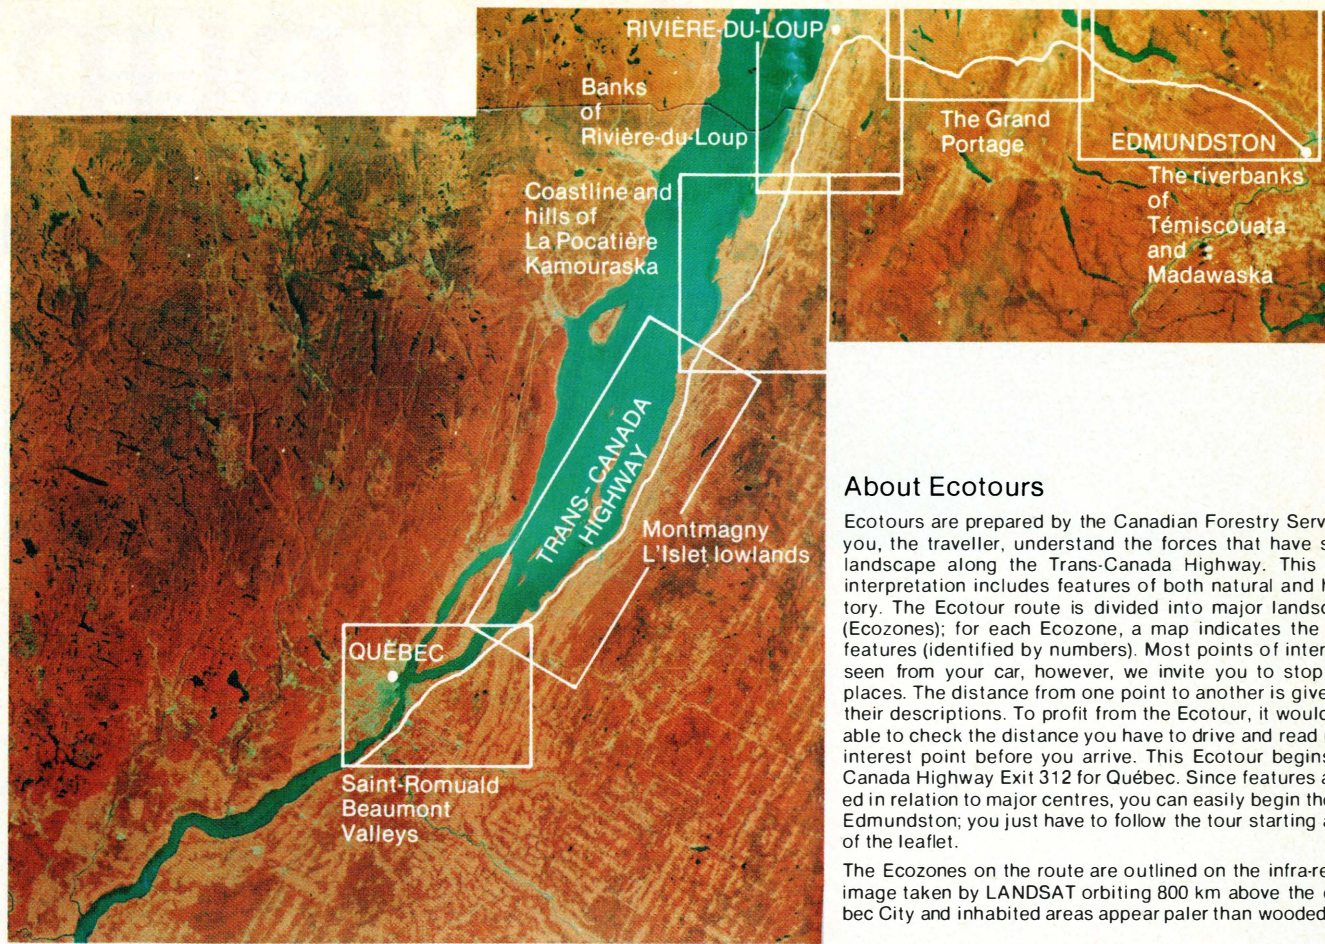 RIVIÈRE-DU-LOUP
Banks
of
Rivière-du-Loup
The Grand
Portage
EDMUNDSTON
The riverbanks
of
Témiscouata
and
Madawaska
Coastline and
hills of
La Pocatière
Kamouraska
TRANS-CANADA
HIGHWAY
Montmagny
L'Islet lowlands
QUÉBEC
Saint-Romuald
Beaumont
Valleys
About Ecotours
Ecotours are prepared by the Canadian Forestry Serv
you, the traveller, understand the forces that have s
landscape along the Trans-Canada Highway. This
interpretation includes features of both natural and h
tory. The Ecotour route is divided into major landsc
(Ecozones); for each Ecozone, a map indicates the
features (identified by numbers). Most points of inter
seen from your car, however, we invite you to stop
places. The distance from one point to another is give
their descriptions. To profit from the Ecotour, it would
able to check the distance you have to drive and read
interest point before you arrive. This Ecotour begins
Canada Highway Exit 312 for Québec. Since features a
ed in relation to major centres, you can easily begin the
Edmundston; you just have to follow the tour starting a
of the leaflet.
The Ecozones on the route are outlined on the infra-re
image taken by LANDSAT orbiting 800 km above the
bec City and inhabited areas appear paler than wooded